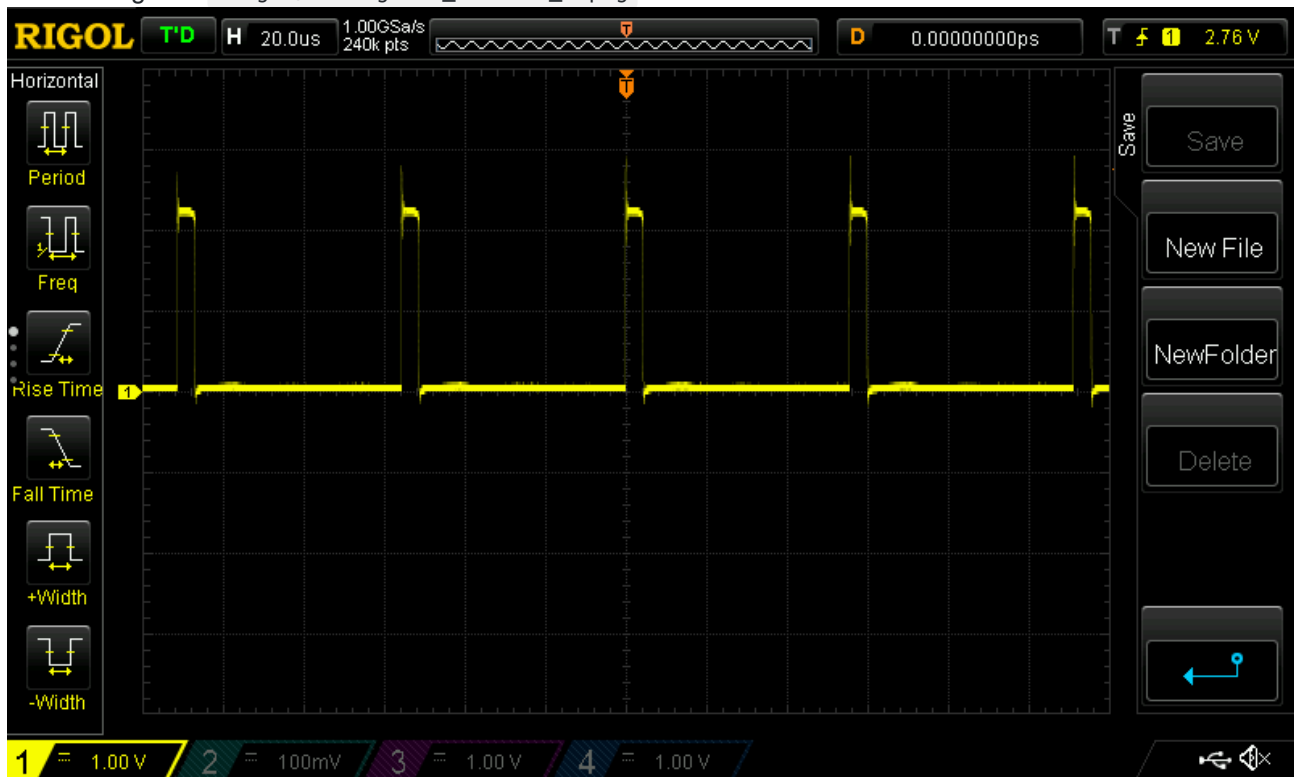 RIGOL T'D H 20.0us 1.00GSa/s D 0.00000000ps T 1 2.76 V
240k pts
Horizontal
T
Save
Save
Period
New File
1/
Freq
NewFolder
Rise Time
1
Delete
Fall Time
+Width
-Width
1 = 1.00 V 2 = 100mV 3 = 1.00 V 4 = 1.00 V